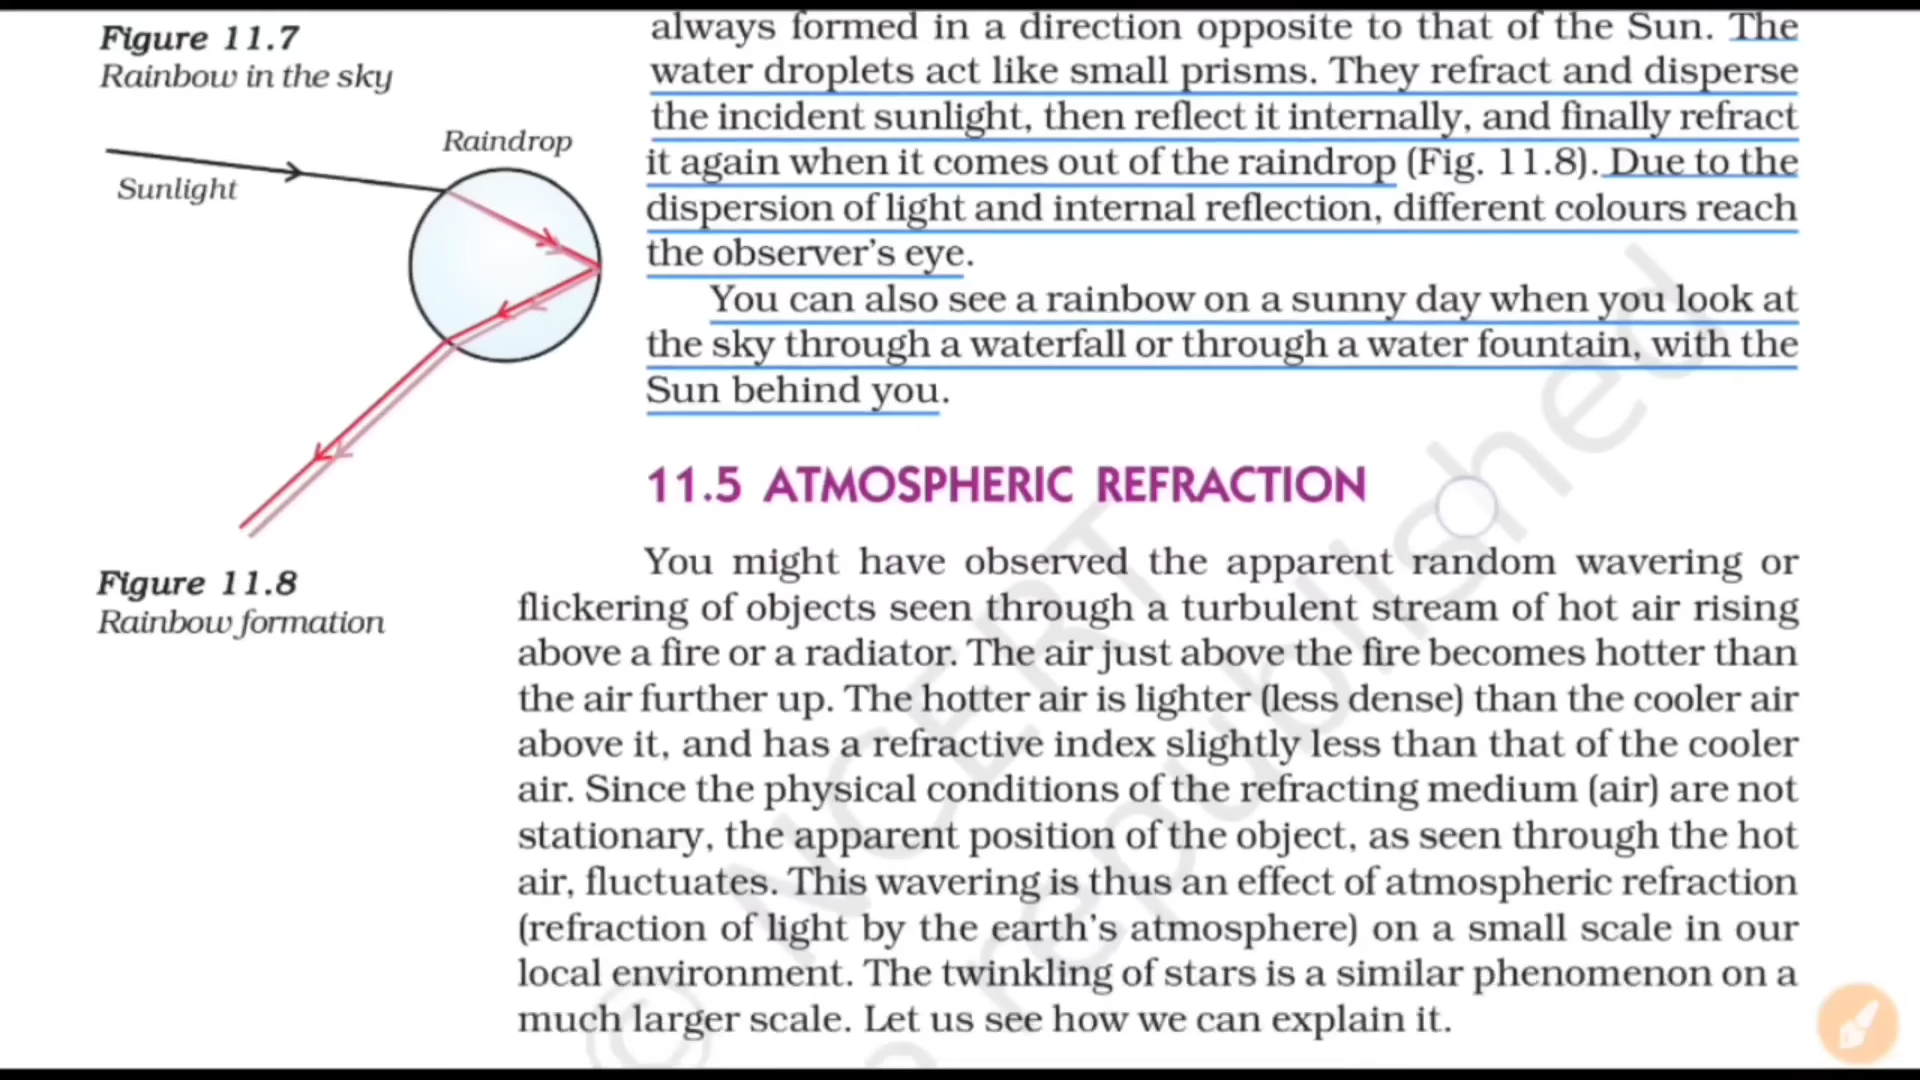 Figure 11.7
Rainbow in the sky
Raindrop
Sunlight
Figure 11.8
Rainbow formation
always formed in a direction opposite to that of the Sun. The
water droplets act like small prisms. They refract and disperse
the incident sunlight, then reflect it internally, and finally refract
it again when it comes out of the raindrop (Fig. 11.8). Due to the
dispersion of light and internal reflection, different colours reach
the observer's eye.
You can also see a rainbow on a sunny day when you look at
the sky through a waterfall or through a water fountain, with the
Sun behind you.
11.5 ATMOSPHERIC REFRACTION
You might have observed the apparent random wavering or
flickering of objects seen through a turbulent stream of hot air rising
above a fire or a radiator. The air just above the fire becomes hotter than
the air further up. The hotter air is lighter (less dense) than the cooler air
above it, and has a refractive index slightly less than that of the cooler
air. Since the physical conditions of the refracting medium (air) are not
stationary, the apparent position of the object, as seen through the hot
air, fluctuates. This wavering is thus an effect of atmospheric refraction
(refraction of light by the earth's atmosphere) on a small scale in our
local environment. The twinkling of stars is a similar phenomenon on a
much larger scale. Let us see how we can explain it.
© NCERT
republished